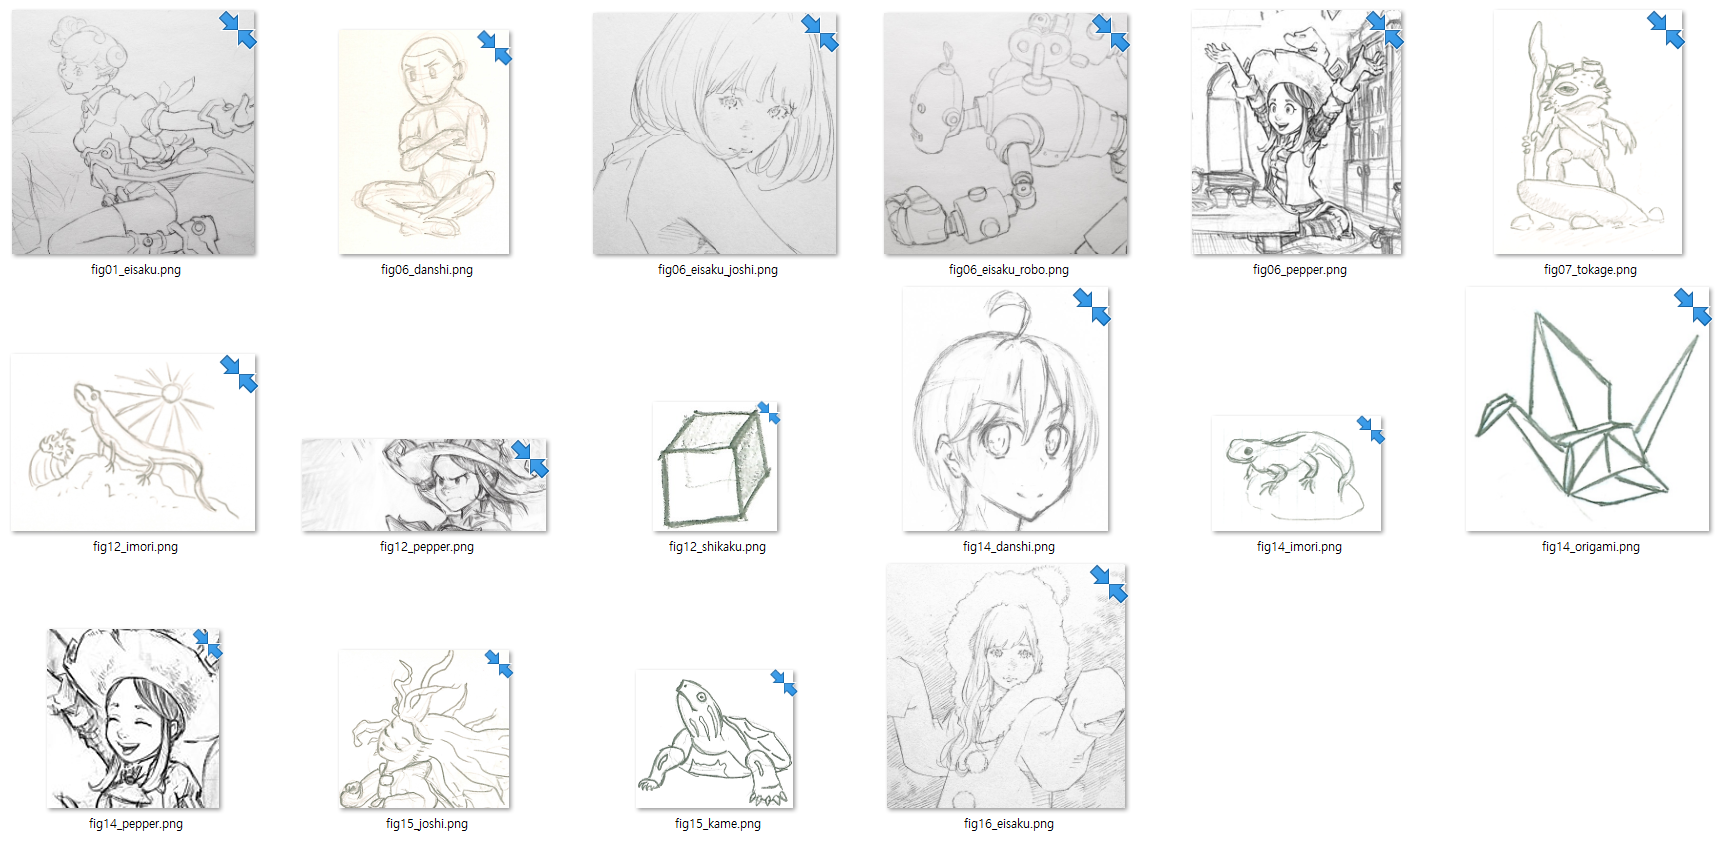 fig01_eisaku.png
fig06_danshi.png
fig06_eisaku_joshi.png
fig06_eisaku_robo.png
fig06_pepper.png
fig07_tokage.png
fig12_imori.png
fig12_pepper.png
fig12_shikaku.png
fig14_danshi.png
fig14_imori.png
fig14_origami.png
fig14_pepper.png
fig15_joshi.png
fig15_kame.png
fig16_eisaku.png